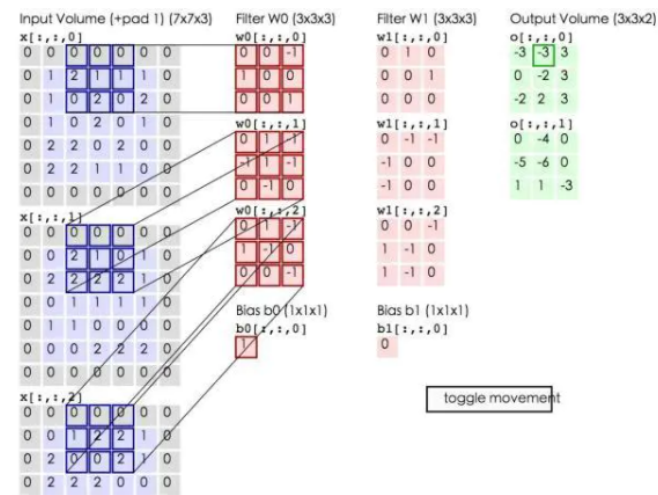 Input Volume (+pad 1) (7x7x3)
x[:,:,0]
0 0 0 0 0 0 0
0 1 2 1 1 1 0
0 1 0 2 0 2 0
0 1 0 2 0 1 0
0 2 2 0 2 0 0
0 2 2 1 1 0 0
0 0 0 0 0 0 0
x[:,:,1]
0 0 0 0 0 0 0
0 0 2 1 0 1 0
0 2 2 2 2 1 0
0 0 1 1 1 1 0
0 1 1 0 0 0 0
0 0 0 2 2 2 0
0 0 0 0 0 0 0
x[:,:,2]
0 0 0 0 0 0 0
0 0 1 2 2 1 0
0 2 0 0 2 1 0
0 2 2 2 0 0 0
Filter W0 (3x3x3)
w0[:,:,0]
0 0 -1
1 0 0
0 0 1
w0[:,:,1]
0 1
-1 1 -1
0 -1 0
w0[:,:,2]
0 1 -1
1 -1 0
0 0 -1
Bias b0 (1x1x1)
b0[:,:,0]
1
Filter W1 (3x3x3)
w1[:,:,0]
0 1 0
0 0 1
0 0 0
w1[:,:,1]
0 -1 -1
-1 0 0
-1 0 0
w1[:,:,2]
0 0 -1
1 -1 0
1 -1 0
Bias b1 (1x1x1)
b1[:,:,0]
0
Output Volume (3x3x2)
o[:,:,0]
-3 -3 3
0 -2 3
-2 2 3
o[:,:,1]
0 -4 0
-5 -6 0
1 1 -3
toggle movement